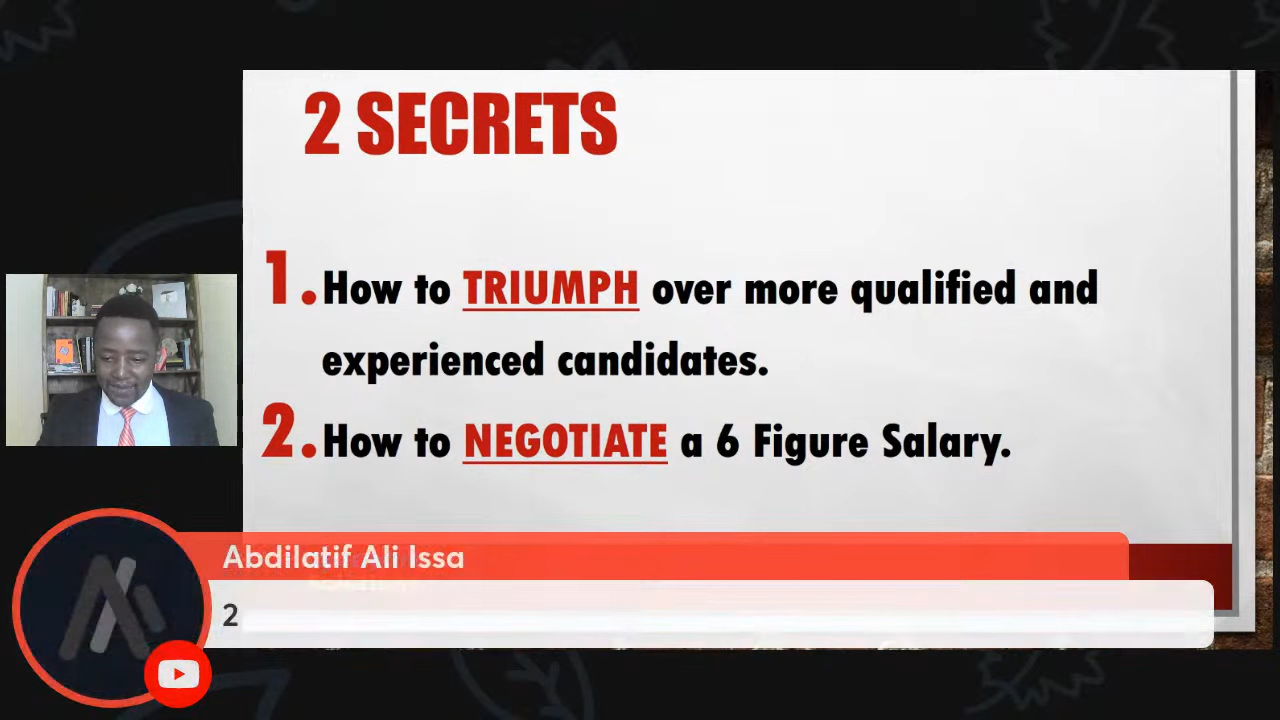 2 SECRETS
1. How to TRIUMPH over more qualified and
experienced candidates.
2. How to NEGOTIATE a 6 Figure Salary.
Abdilatif Ali Issa
2